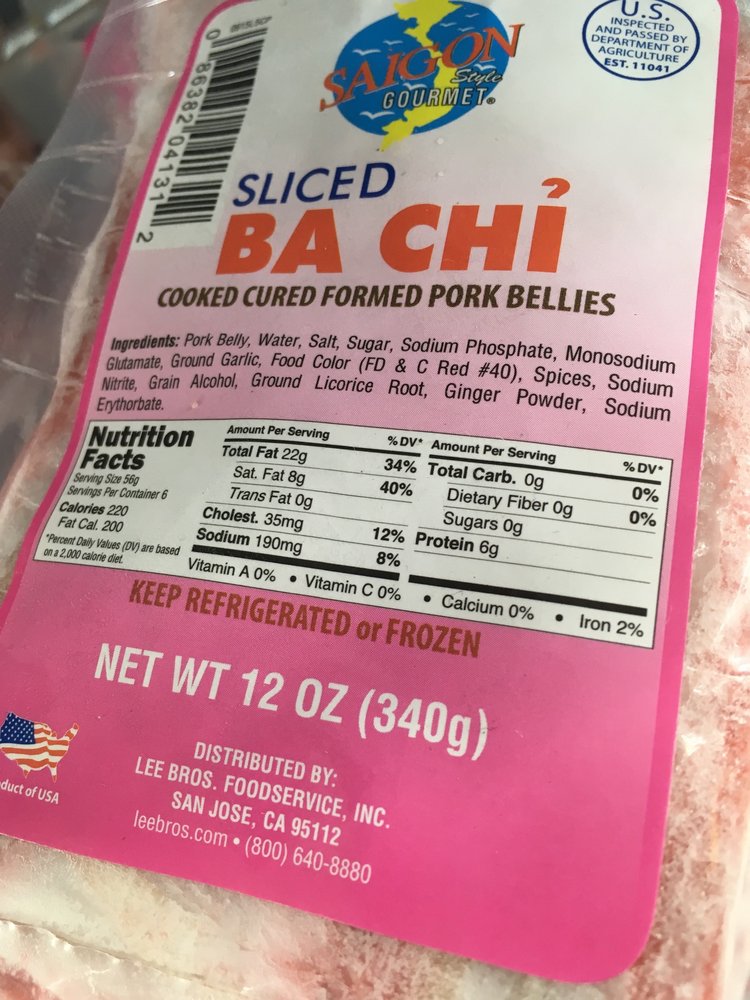 0615LSCP
0 86382 04131 2
SAIGON
Style
GOURMET®
U.S.
INSPECTED
AND PASSED BY
DEPARTMENT OF
AGRICULTURE
EST. 11041
SLICED
BA CHỈ
COOKED CURED FORMED PORK BELLIES
Ingredients: Pork Belly, Water, Salt, Sugar, Sodium Phosphate, Monosodium
Glutamate, Ground Garlic, Food Color (FD & C Red #40), Spices, Sodium
Nitrite, Grain Alcohol, Ground Licorice Root, Ginger Powder, Sodium
Erythorbate.
Nutrition
Facts
Serving Size 56g
Servings Per Container 6
Calories 220
Fat Cal. 200
*Percent Daily Values (DV) are based
on a 2,000 calorie diet.
Amount Per Serving % DV*
Total Fat 22g 34%
Sat. Fat 8g 40%
Trans Fat 0g
Cholest. 35mg 12%
Sodium 190mg 8%
Amount Per Serving % DV*
Total Carb. 0g 0%
Dietary Fiber 0g 0%
Sugars 0g
Protein 6g
Vitamin A 0% • Vitamin C 0% • Calcium 0% • Iron 2%
KEEP REFRIGERATED or FROZEN
NET WT 12 OZ (340g)
duct of USA
DISTRIBUTED BY:
LEE BROS. FOODSERVICE, INC.
SAN JOSE, CA 95112
leebros.com • (800) 640-8880